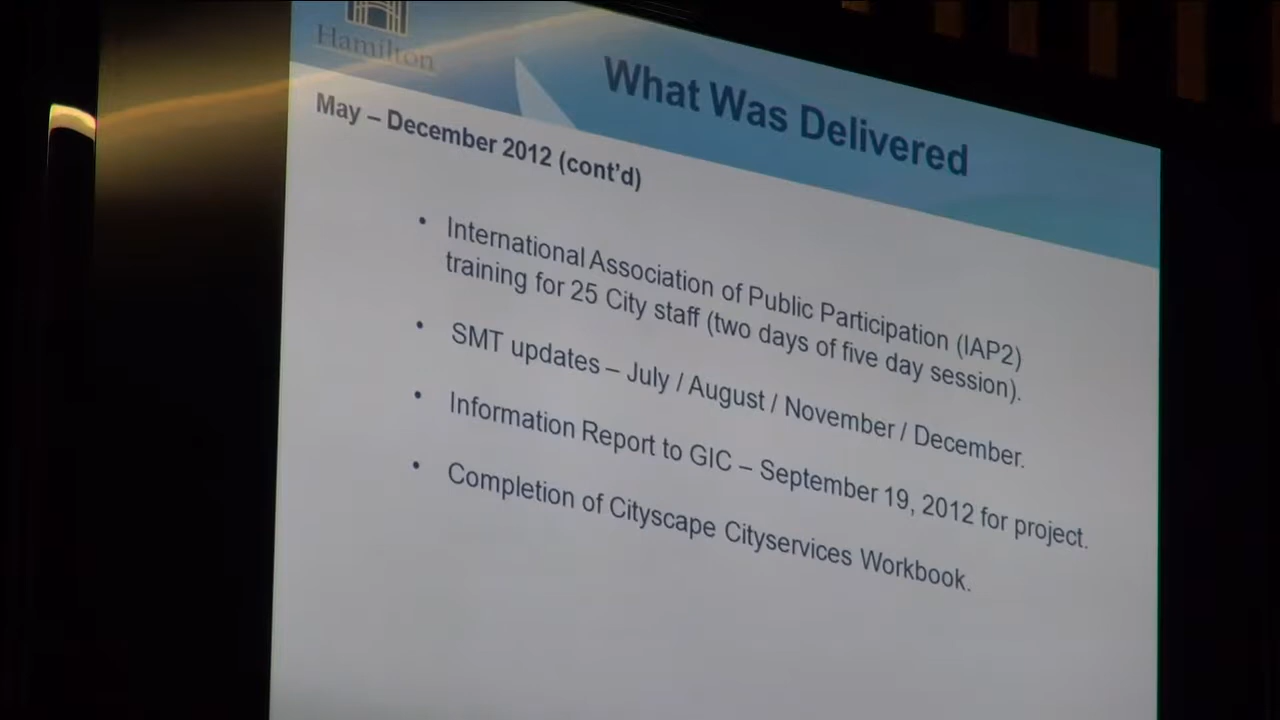 Hamilton
What Was Delivered
May – December 2012 (cont'd)
• International Association of Public Participation (IAP2)
training for 25 City staff (two days of five day session).
• SMT updates – July / August / November / December.
• Information Report to GIC – September 19, 2012 for project.
• Completion of Cityscape Cityservices Workbook.